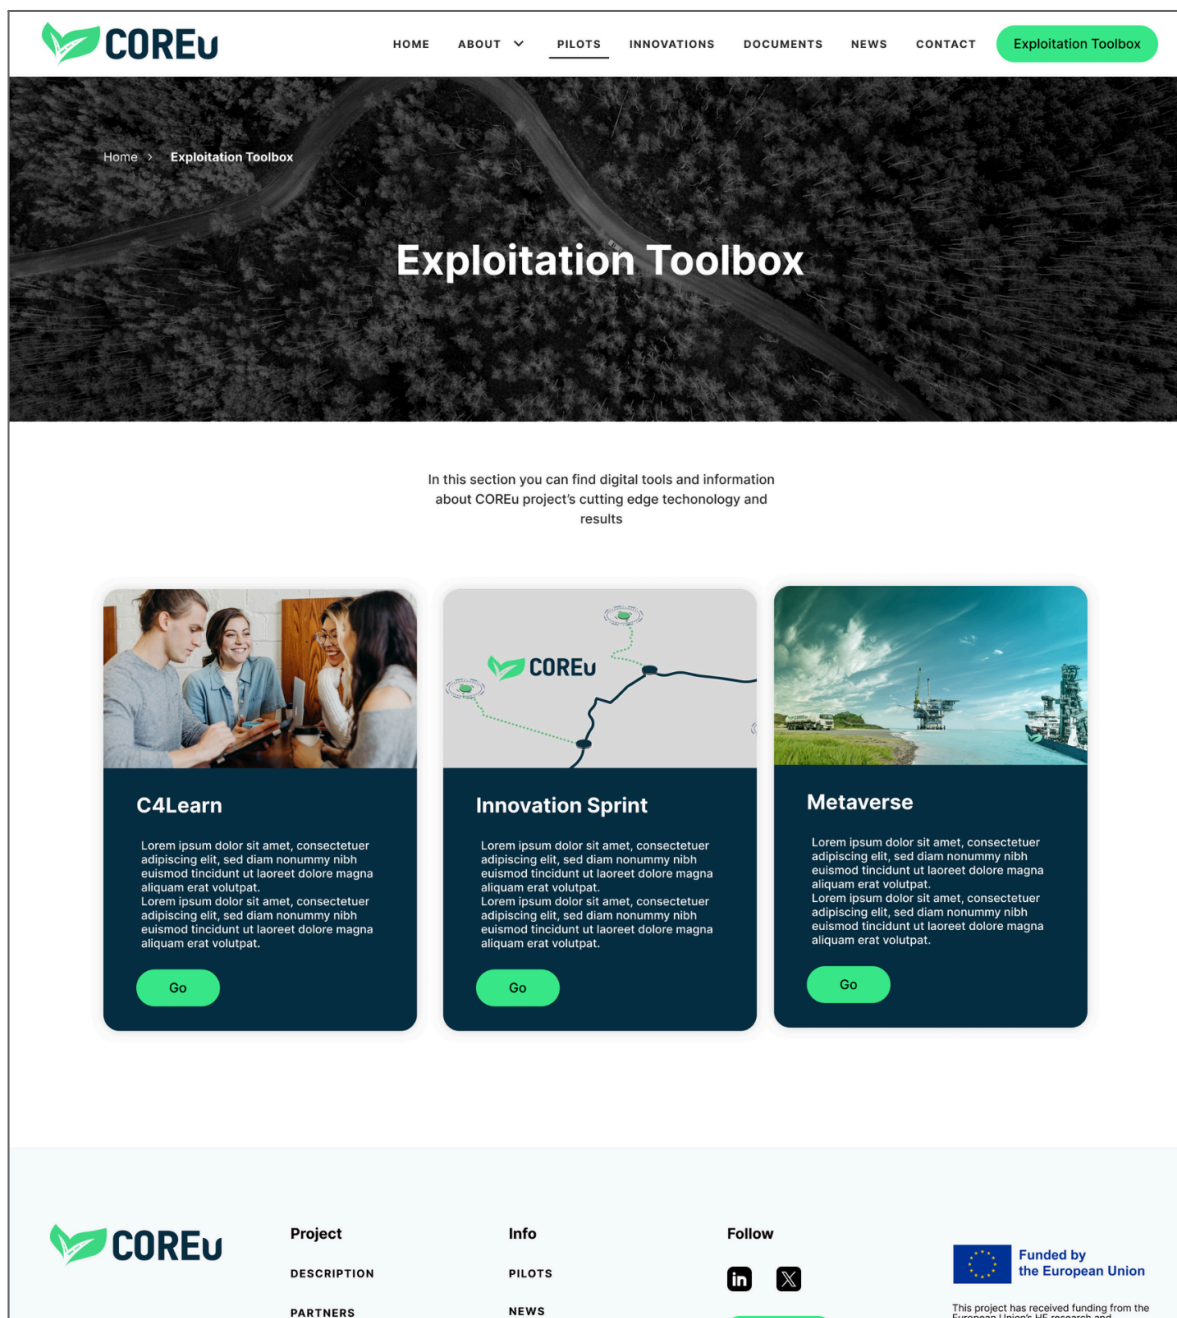 COREu
HOME ABOUT PILOTS INNOVATIONS DOCUMENTS NEWS CONTACT Exploitation Toolbox
Home > Exploitation Toolbox
Exploitation Toolbox
In this section you can find digital tools and information
about COREu project's cutting edge techonology and
results
COREu
C4Learn
Lorem ipsum dolor sit amet, consectetuer
adipiscing elit, sed diam nonummy nibh
euismod tincidunt ut laoreet dolore magna
aliquam erat volutpat.
Lorem ipsum dolor sit amet, consectetuer
adipiscing elit, sed diam nonummy nibh
euismod tincidunt ut laoreet dolore magna
aliquam erat volutpat.
Go
Innovation Sprint
Lorem ipsum dolor sit amet, consectetuer
adipiscing elit, sed diam nonummy nibh
euismod tincidunt ut laoreet dolore magna
aliquam erat volutpat.
Lorem ipsum dolor sit amet, consectetuer
adipiscing elit, sed diam nonummy nibh
euismod tincidunt ut laoreet dolore magna
aliquam erat volutpat.
Go
Metaverse
Lorem ipsum dolor sit amet, consectetuer
adipiscing elit, sed diam nonummy nibh
euismod tincidunt ut laoreet dolore magna
aliquam erat volutpat.
Lorem ipsum dolor sit amet, consectetuer
adipiscing elit, sed diam nonummy nibh
euismod tincidunt ut laoreet dolore magna
aliquam erat volutpat.
Go
COREu
Project
DESCRIPTION
PARTNERS
Info
PILOTS
NEWS
Follow
in X
Funded by
the European Union
This project has received funding from the
European Union's HE research and